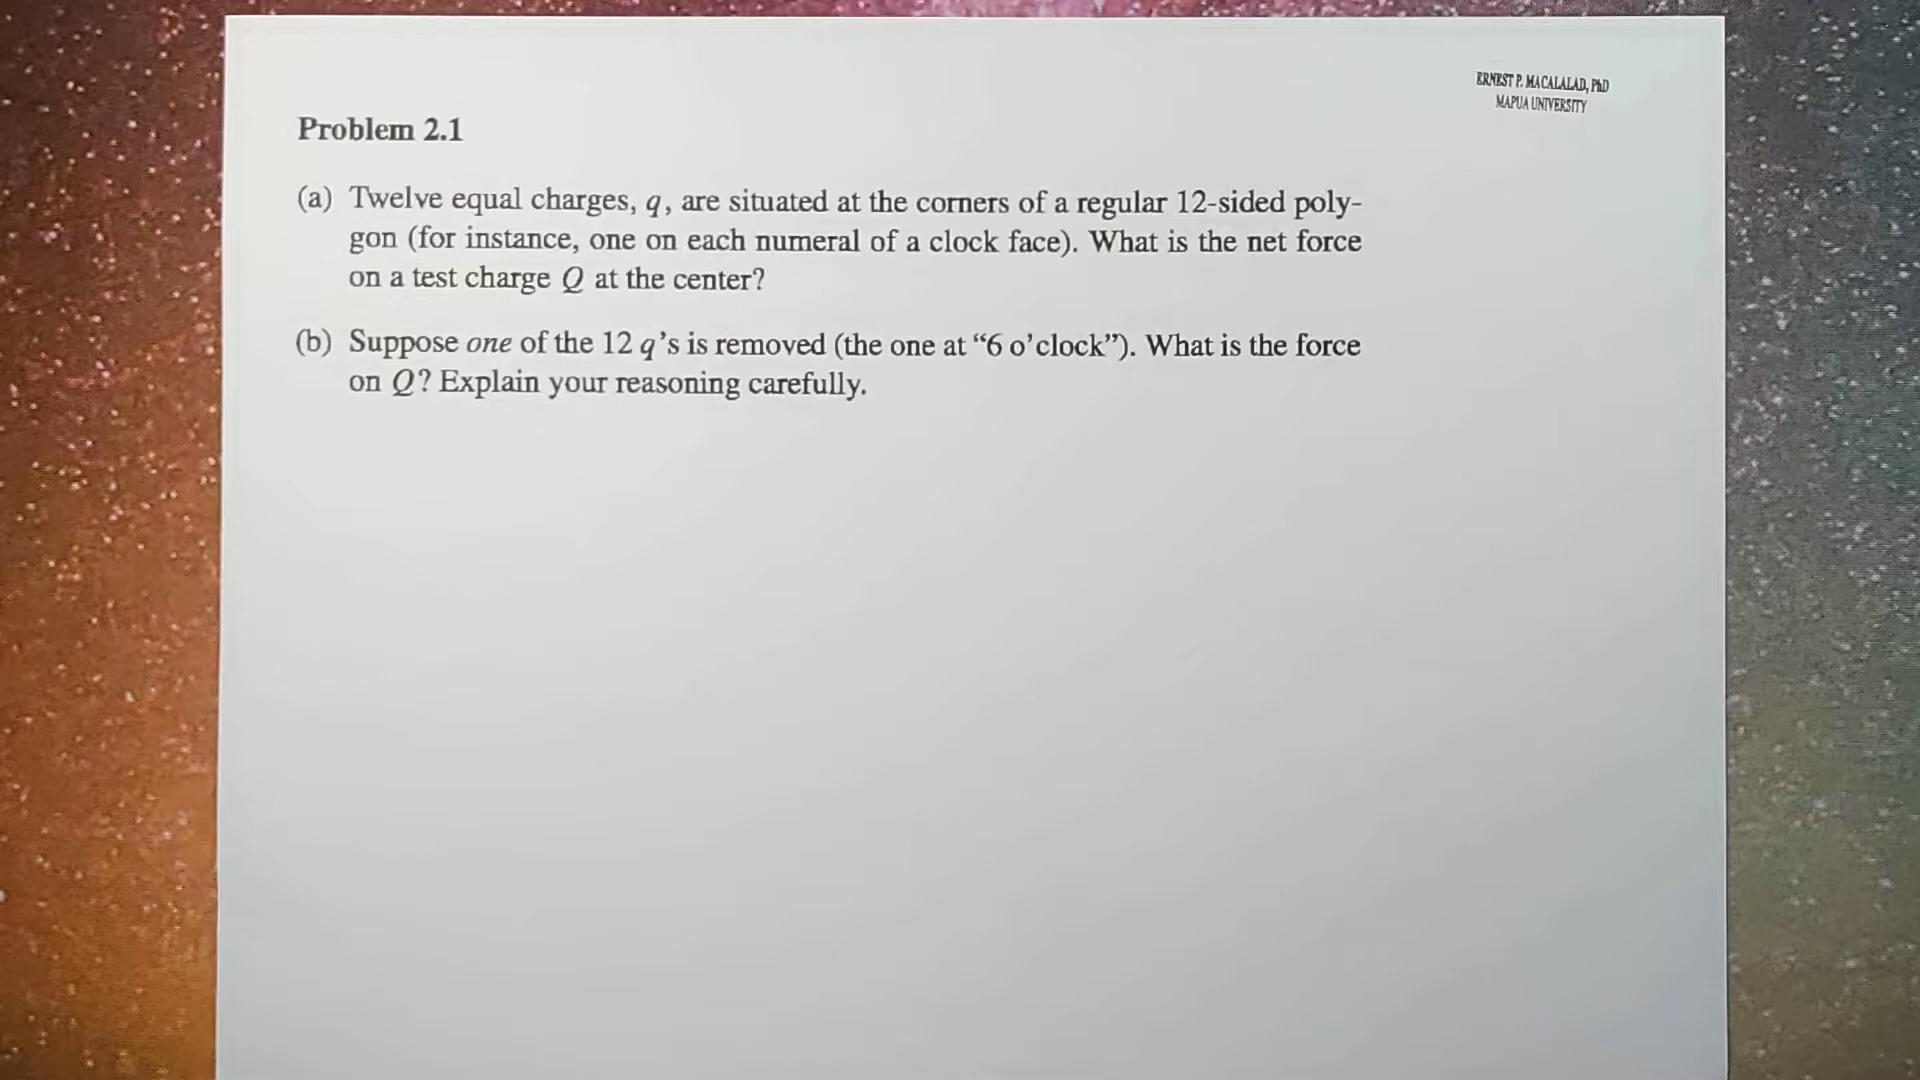 ERNEST P. MACALALAD, PhD
MAPUA UNIVERSITY
Problem 2.1
(a) Twelve equal charges, q, are situated at the corners of a regular 12-sided poly-
gon (for instance, one on each numeral of a clock face). What is the net force
on a test charge Q at the center?
(b) Suppose one of the 12 q’s is removed (the one at “6 o’clock”). What is the force
on Q? Explain your reasoning carefully.